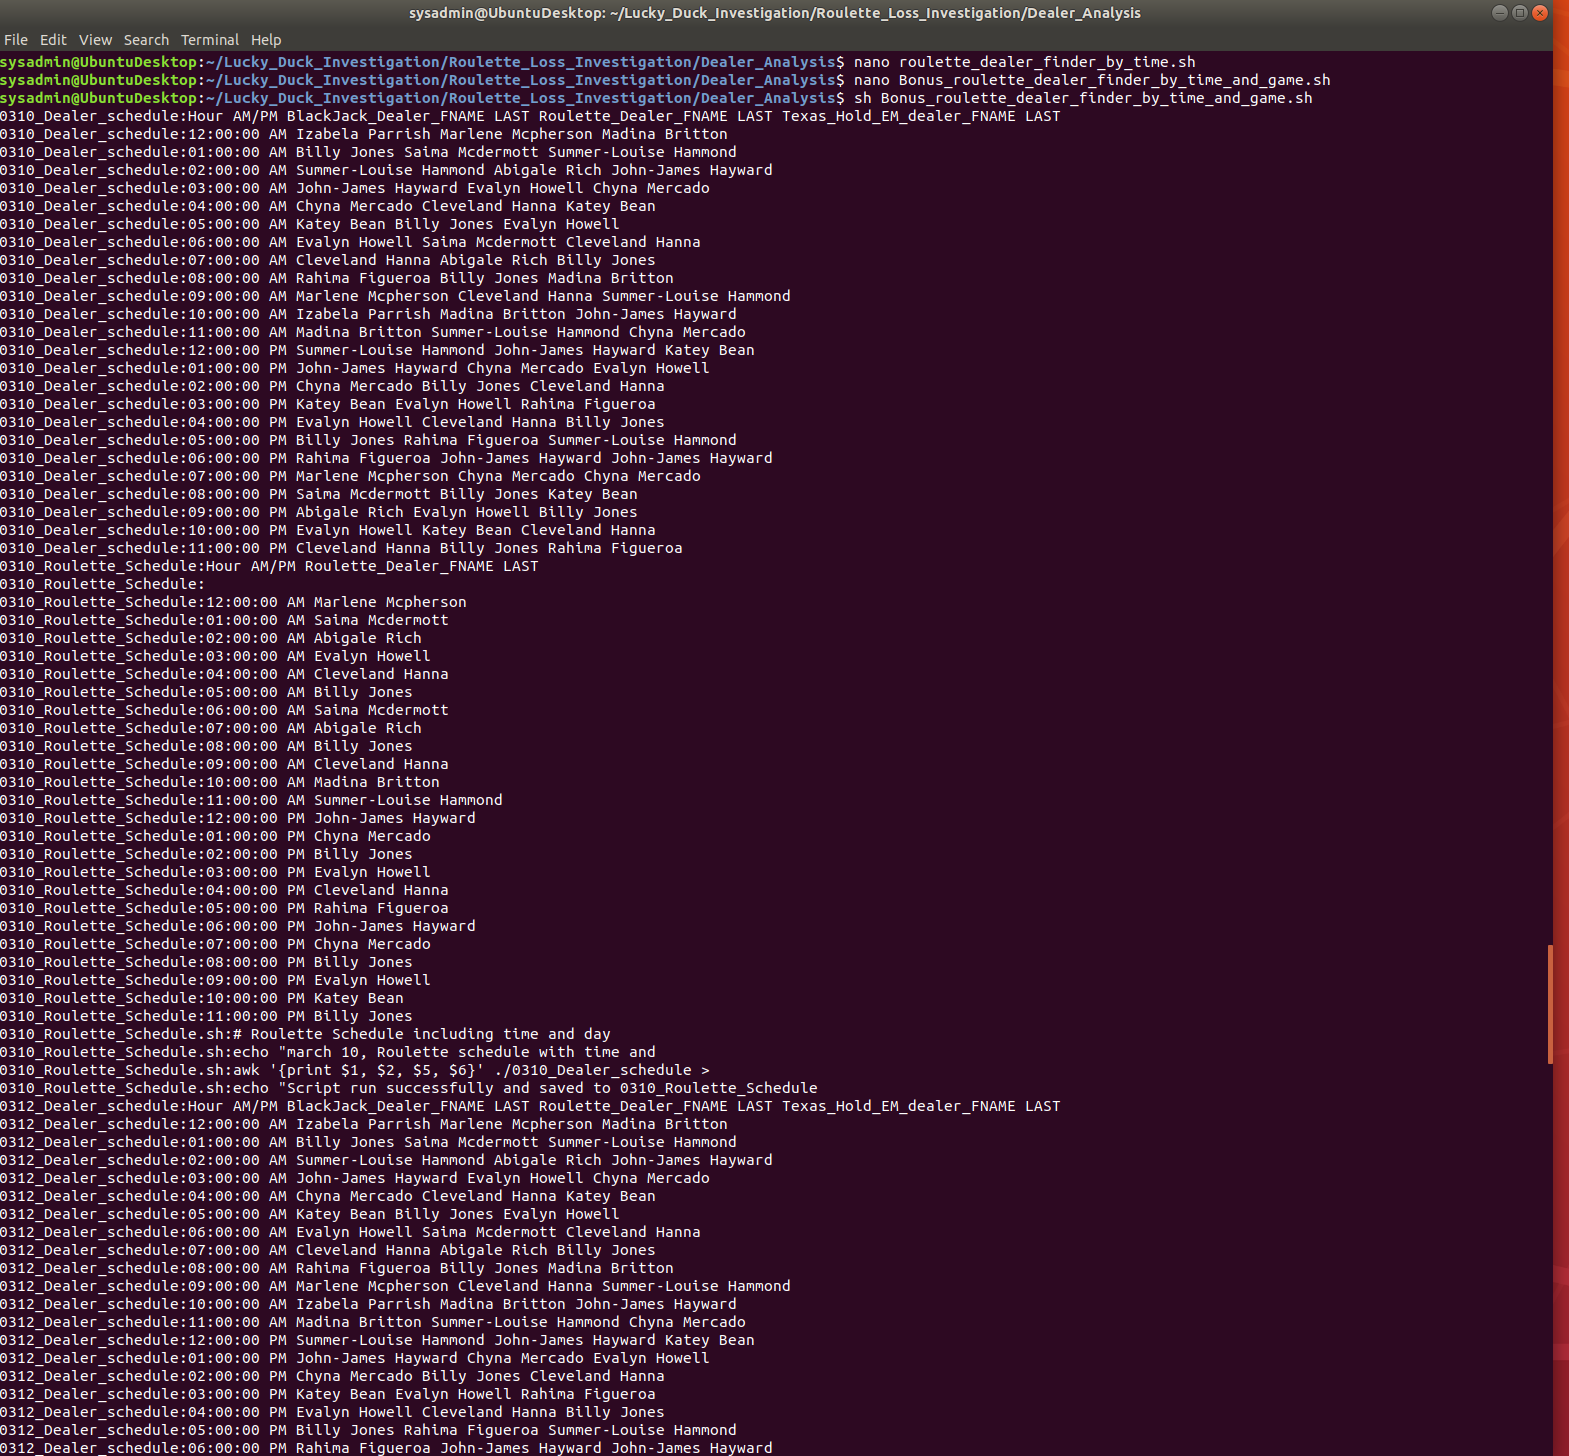 sysadmin@UbuntuDesktop: ~/Lucky_Duck_Investigation/Roulette_Loss_Investigation/Dealer_Analysis
File Edit View Search Terminal Help
sysadmin@UbuntuDesktop:~/Lucky_Duck_Investigation/Roulette_Loss_Investigation/Dealer_Analysis$ nano roulette_dealer_finder_by_time.sh
sysadmin@UbuntuDesktop:~/Lucky_Duck_Investigation/Roulette_Loss_Investigation/Dealer_Analysis$ nano Bonus_roulette_dealer_finder_by_time_and_game.sh
sysadmin@UbuntuDesktop:~/Lucky_Duck_Investigation/Roulette_Loss_Investigation/Dealer_Analysis$ sh Bonus_roulette_dealer_finder_by_time_and_game.sh
0310_Dealer_schedule:Hour AM/PM BlackJack_Dealer_FNAME LAST Roulette_Dealer_FNAME LAST Texas_Hold_EM_dealer_FNAME LAST
0310_Dealer_schedule:12:00:00 AM Izabela Parrish Marlene Mcpherson Madina Britton
0310_Dealer_schedule:01:00:00 AM Billy Jones Saima Mcdermott Summer-Louise Hammond
0310_Dealer_schedule:02:00:00 AM Summer-Louise Hammond Abigale Rich John-James Hayward
0310_Dealer_schedule:03:00:00 AM John-James Hayward Evalyn Howell Chyna Mercado
0310_Dealer_schedule:04:00:00 AM Chyna Mercado Cleveland Hanna Katey Bean
0310_Dealer_schedule:05:00:00 AM Katey Bean Billy Jones Evalyn Howell
0310_Dealer_schedule:06:00:00 AM Evalyn Howell Saima Mcdermott Cleveland Hanna
0310_Dealer_schedule:07:00:00 AM Cleveland Hanna Abigale Rich Billy Jones
0310_Dealer_schedule:08:00:00 AM Rahima Figueroa Billy Jones Madina Britton
0310_Dealer_schedule:09:00:00 AM Marlene Mcpherson Cleveland Hanna Summer-Louise Hammond
0310_Dealer_schedule:10:00:00 AM Izabela Parrish Madina Britton John-James Hayward
0310_Dealer_schedule:11:00:00 AM Madina Britton Summer-Louise Hammond Chyna Mercado
0310_Dealer_schedule:12:00:00 PM Summer-Louise Hammond John-James Hayward Katey Bean
0310_Dealer_schedule:01:00:00 PM John-James Hayward Chyna Mercado Evalyn Howell
0310_Dealer_schedule:02:00:00 PM Chyna Mercado Billy Jones Cleveland Hanna
0310_Dealer_schedule:03:00:00 PM Katey Bean Evalyn Howell Rahima Figueroa
0310_Dealer_schedule:04:00:00 PM Evalyn Howell Cleveland Hanna Billy Jones
0310_Dealer_schedule:05:00:00 PM Billy Jones Rahima Figueroa Summer-Louise Hammond
0310_Dealer_schedule:06:00:00 PM Rahima Figueroa John-James Hayward John-James Hayward
0310_Dealer_schedule:07:00:00 PM Marlene Mcpherson Chyna Mercado Chyna Mercado
0310_Dealer_schedule:08:00:00 PM Saima Mcdermott Billy Jones Katey Bean
0310_Dealer_schedule:09:00:00 PM Abigale Rich Evalyn Howell Billy Jones
0310_Dealer_schedule:10:00:00 PM Evalyn Howell Katey Bean Cleveland Hanna
0310_Dealer_schedule:11:00:00 PM Cleveland Hanna Billy Jones Rahima Figueroa
0310_Roulette_Schedule:Hour AM/PM Roulette_Dealer_FNAME LAST
0310_Roulette_Schedule:
0310_Roulette_Schedule:12:00:00 AM Marlene Mcpherson
0310_Roulette_Schedule:01:00:00 AM Saima Mcdermott
0310_Roulette_Schedule:02:00:00 AM Abigale Rich
0310_Roulette_Schedule:03:00:00 AM Evalyn Howell
0310_Roulette_Schedule:04:00:00 AM Cleveland Hanna
0310_Roulette_Schedule:05:00:00 AM Billy Jones
0310_Roulette_Schedule:06:00:00 AM Saima Mcdermott
0310_Roulette_Schedule:07:00:00 AM Abigale Rich
0310_Roulette_Schedule:08:00:00 AM Billy Jones
0310_Roulette_Schedule:09:00:00 AM Cleveland Hanna
0310_Roulette_Schedule:10:00:00 AM Madina Britton
0310_Roulette_Schedule:11:00:00 AM Summer-Louise Hammond
0310_Roulette_Schedule:12:00:00 PM John-James Hayward
0310_Roulette_Schedule:01:00:00 PM Chyna Mercado
0310_Roulette_Schedule:02:00:00 PM Billy Jones
0310_Roulette_Schedule:03:00:00 PM Evalyn Howell
0310_Roulette_Schedule:04:00:00 PM Cleveland Hanna
0310_Roulette_Schedule:05:00:00 PM Rahima Figueroa
0310_Roulette_Schedule:06:00:00 PM John-James Hayward
0310_Roulette_Schedule:07:00:00 PM Chyna Mercado
0310_Roulette_Schedule:08:00:00 PM Billy Jones
0310_Roulette_Schedule:09:00:00 PM Evalyn Howell
0310_Roulette_Schedule:10:00:00 PM Katey Bean
0310_Roulette_Schedule:11:00:00 PM Billy Jones
0310_Roulette_Schedule.sh:# Roulette Schedule including time and day
0310_Roulette_Schedule.sh:echo "march 10, Roulette schedule with time and
0310_Roulette_Schedule.sh:awk '{print $1, $2, $5, $6}' ./0310_Dealer_schedule >
0310_Roulette_Schedule.sh:echo "Script run successfully and saved to 0310_Roulette_Schedule
0312_Dealer_schedule:Hour AM/PM BlackJack_Dealer_FNAME LAST Roulette_Dealer_FNAME LAST Texas_Hold_EM_dealer_FNAME LAST
0312_Dealer_schedule:12:00:00 AM Izabela Parrish Marlene Mcpherson Madina Britton
0312_Dealer_schedule:01:00:00 AM Billy Jones Saima Mcdermott Summer-Louise Hammond
0312_Dealer_schedule:02:00:00 AM Summer-Louise Hammond Abigale Rich John-James Hayward
0312_Dealer_schedule:03:00:00 AM John-James Hayward Evalyn Howell Chyna Mercado
0312_Dealer_schedule:04:00:00 AM Chyna Mercado Cleveland Hanna Katey Bean
0312_Dealer_schedule:05:00:00 AM Katey Bean Billy Jones Evalyn Howell
0312_Dealer_schedule:06:00:00 AM Evalyn Howell Saima Mcdermott Cleveland Hanna
0312_Dealer_schedule:07:00:00 AM Cleveland Hanna Abigale Rich Billy Jones
0312_Dealer_schedule:08:00:00 AM Rahima Figueroa Billy Jones Madina Britton
0312_Dealer_schedule:09:00:00 AM Marlene Mcpherson Cleveland Hanna Summer-Louise Hammond
0312_Dealer_schedule:10:00:00 AM Izabela Parrish Madina Britton John-James Hayward
0312_Dealer_schedule:11:00:00 AM Madina Britton Summer-Louise Hammond Chyna Mercado
0312_Dealer_schedule:12:00:00 PM Summer-Louise Hammond John-James Hayward Katey Bean
0312_Dealer_schedule:01:00:00 PM John-James Hayward Chyna Mercado Evalyn Howell
0312_Dealer_schedule:02:00:00 PM Chyna Mercado Billy Jones Cleveland Hanna
0312_Dealer_schedule:03:00:00 PM Katey Bean Evalyn Howell Rahima Figueroa
0312_Dealer_schedule:04:00:00 PM Evalyn Howell Cleveland Hanna Billy Jones
0312_Dealer_schedule:05:00:00 PM Billy Jones Rahima Figueroa Summer-Louise Hammond
0312_Dealer_schedule:06:00:00 PM Rahima Figueroa John-James Hayward John-James Hayward